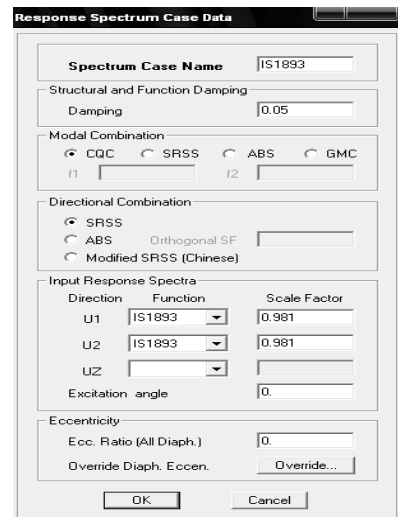 Response Spectrum Case Data
Spectrum Case Name IS1893
Structural and Function Damping
Damping 0.05
Modal Combination
CQC SRSS ABS GMC
f1 f2
Directional Combination
SRSS
ABS Orthogonal SF
Modified SRSS (Chinese)
Input Response Spectra
Direction Function Scale Factor
U1 IS1893 0.981
U2 IS1893 0.981
UZ
Excitation angle 0.
Eccentricity
Ecc. Ratio (All Diaph.) 0.
Override Diaph. Eccen. Override...
OK Cancel